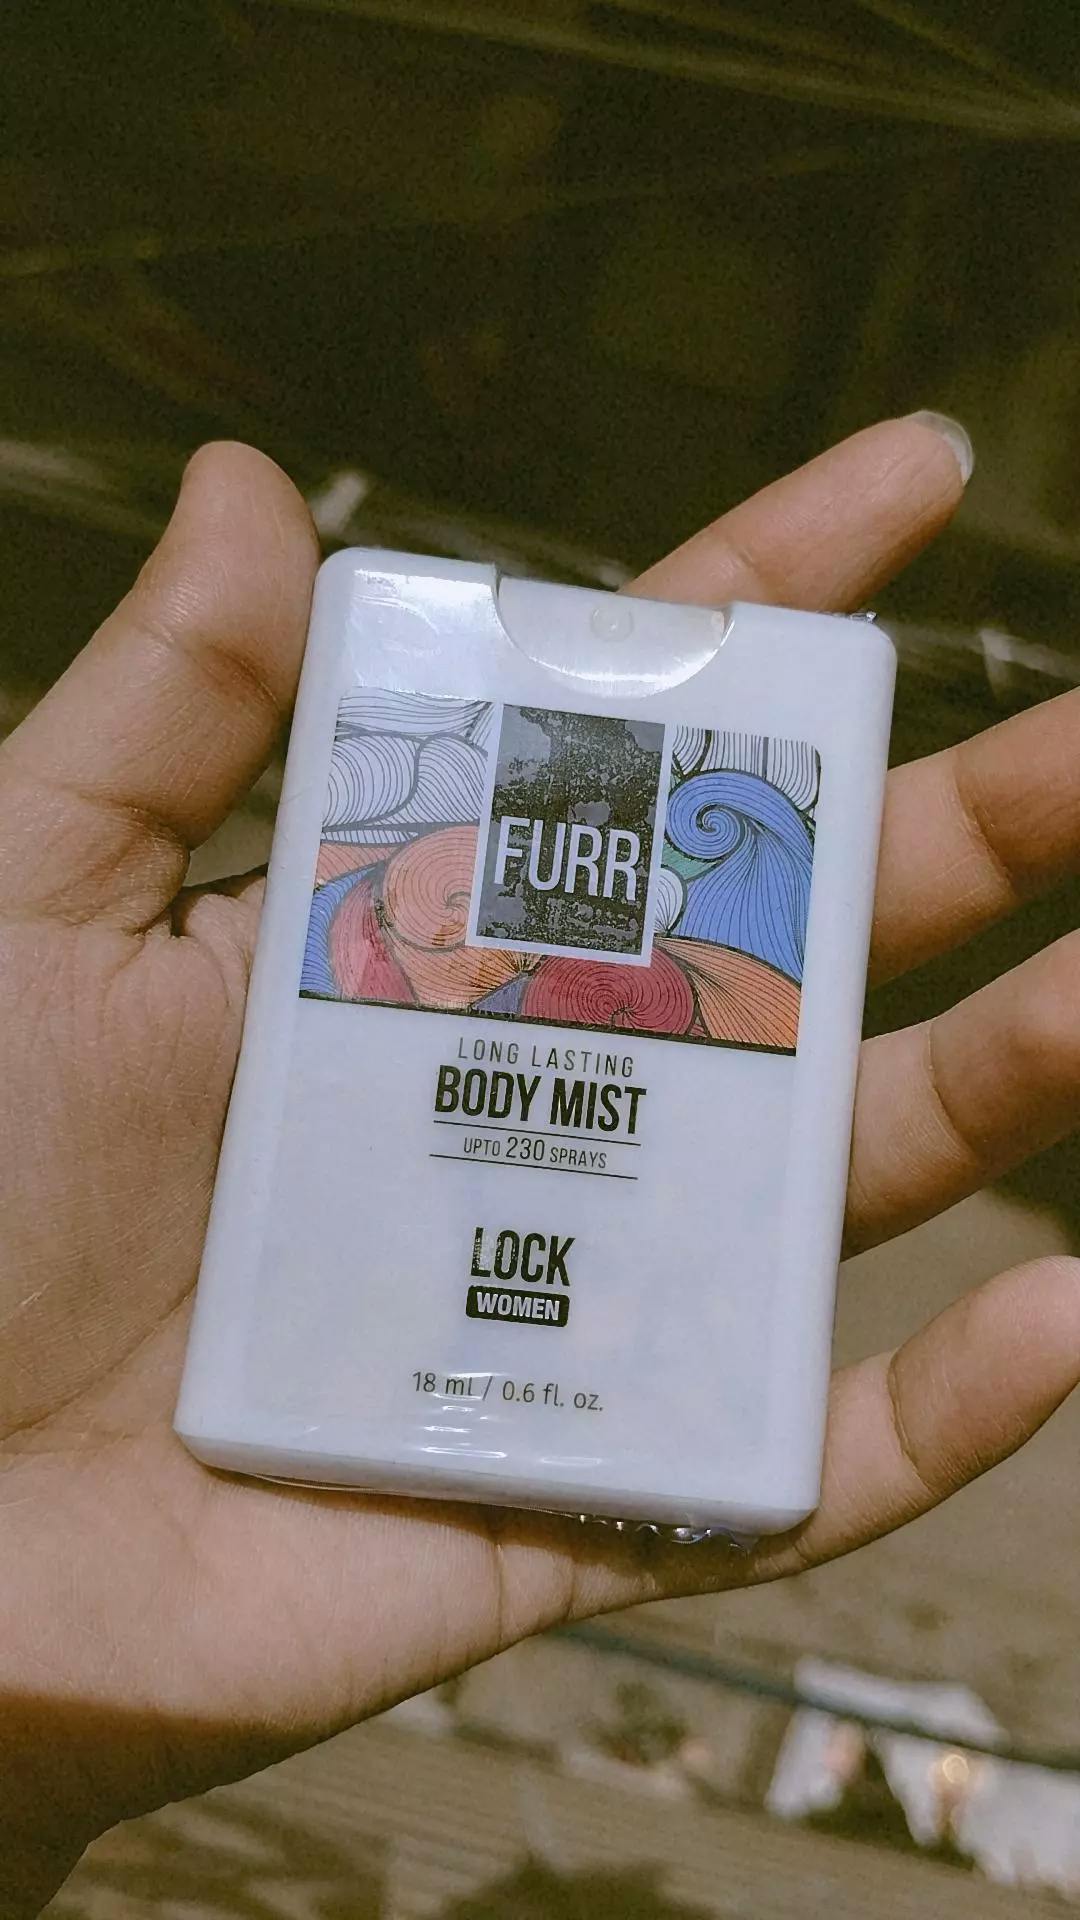 FURR
LONG LASTING
BODY MIST
UPTO 230 SPRAYS
LOCK
WOMEN
18 ml / 0.6 fl. oz.